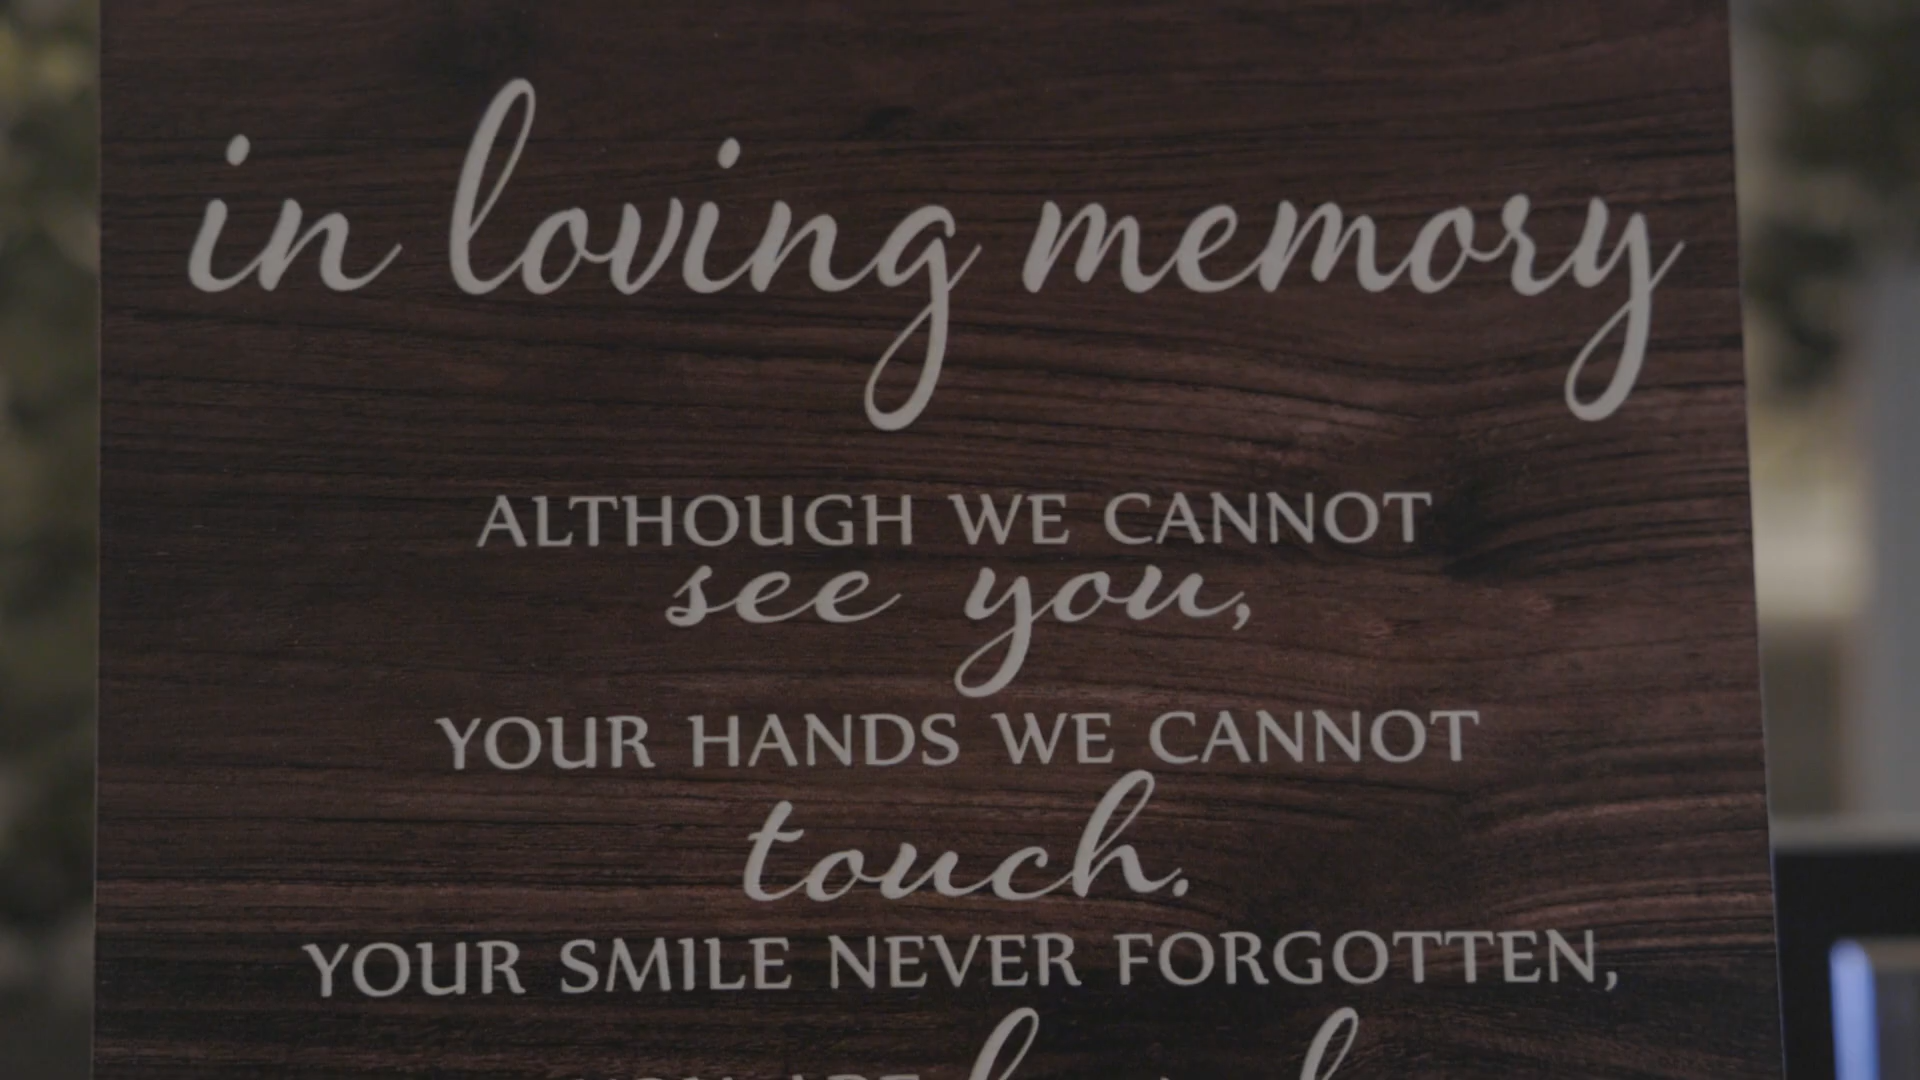 in loving memory
ALTHOUGH WE CANNOT
see you,
YOUR HANDS WE CANNOT
touch.
YOUR SMILE NEVER FORGOTTEN,